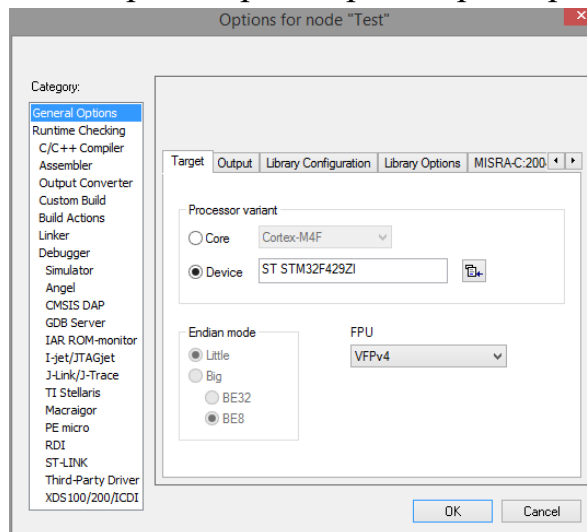 Options for node "Test"
Category:
General Options
Runtime Checking
C/C++ Compiler
Assembler
Output Converter
Custom Build
Build Actions
Linker
Debugger
Simulator
Angel
CMSIS DAP
GDB Server
IAR ROM-monitor
I-jet/JTAGjet
J-Link/J-Trace
TI Stellaris
Macraigor
PE micro
RDI
ST-LINK
Third-Party Driver
XDS100/200/ICDI
Target Output Library Configuration Library Options MISRA-C:200
Processor variant
Core Cortex-M4F
Device ST STM32F429ZI
Endian mode
Little
Big
BE32
BE8
FPU
VFPv4
OK Cancel